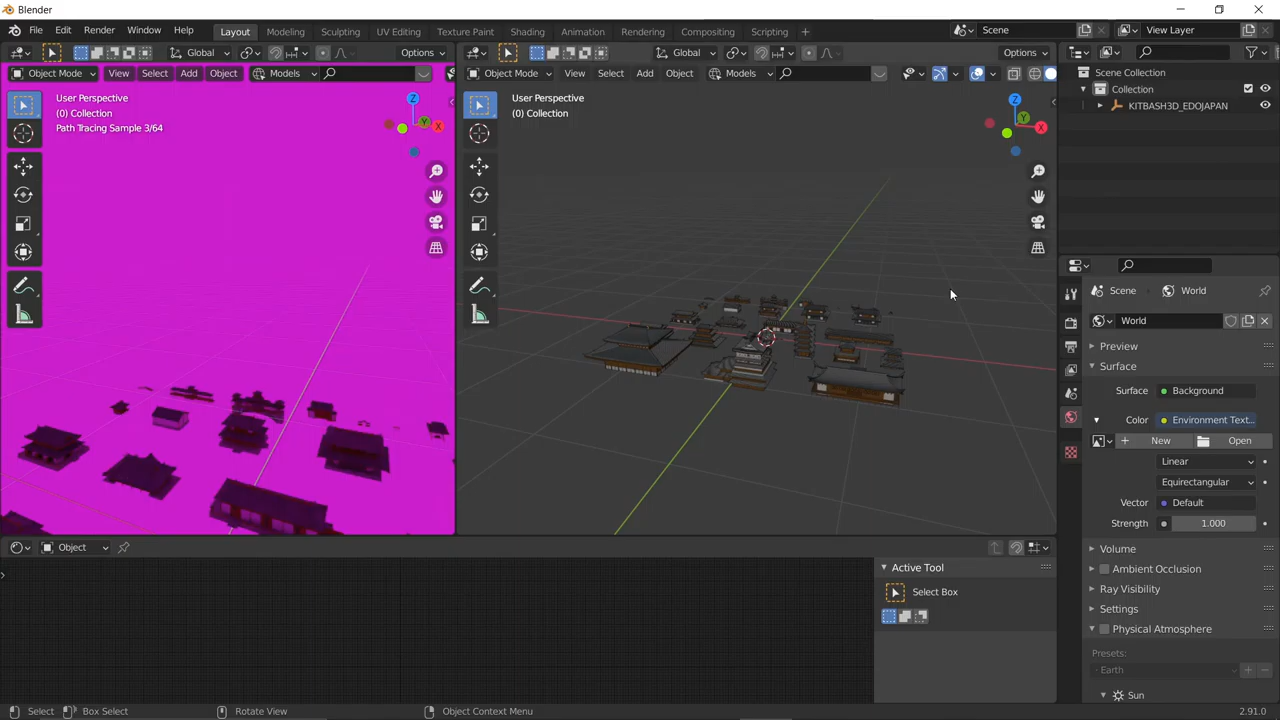 Blender
File Edit Render Window Help Layout Modeling Sculpting UV Editing Texture Paint Shading Animation Rendering Compositing Scripting + Scene View Layer
Global Options
Global Options
Object Mode View Select Add Object Models
Object Mode View Select Add Object Models
User Perspective
(0) Collection
Path Tracing Sample 3/64
Z
Y
X
User Perspective
(0) Collection
Z
Y
X
Scene Collection
Collection
KITBASH3D_EDOJAPAN
Scene World
World
Preview
Surface
Surface Background
Color Environment Text...
New Open
Linear
Equirectangular
Vector Default
Strength 1.000
Volume
Ambient Occlusion
Ray Visibility
Settings
Physical Atmosphere
Presets:
Earth
Sun
Object
Active Tool
Select Box
Select Box Select Rotate View Object Context Menu 2.91.0